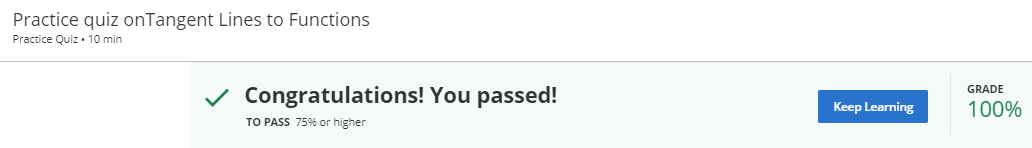 Practice quiz onTangent Lines to Functions
Practice Quiz • 10 min
Congratulations! You passed!
TO PASS 75% or higher
Keep Learning
GRADE
100%